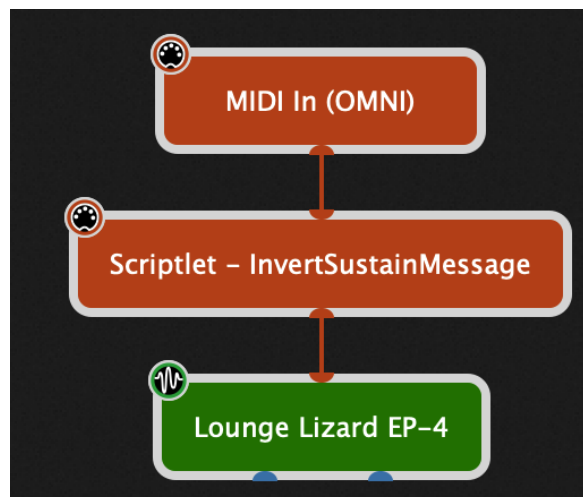 MIDI In (OMNI)
Scriptlet - InvertSustainMessage
Lounge Lizard EP-4